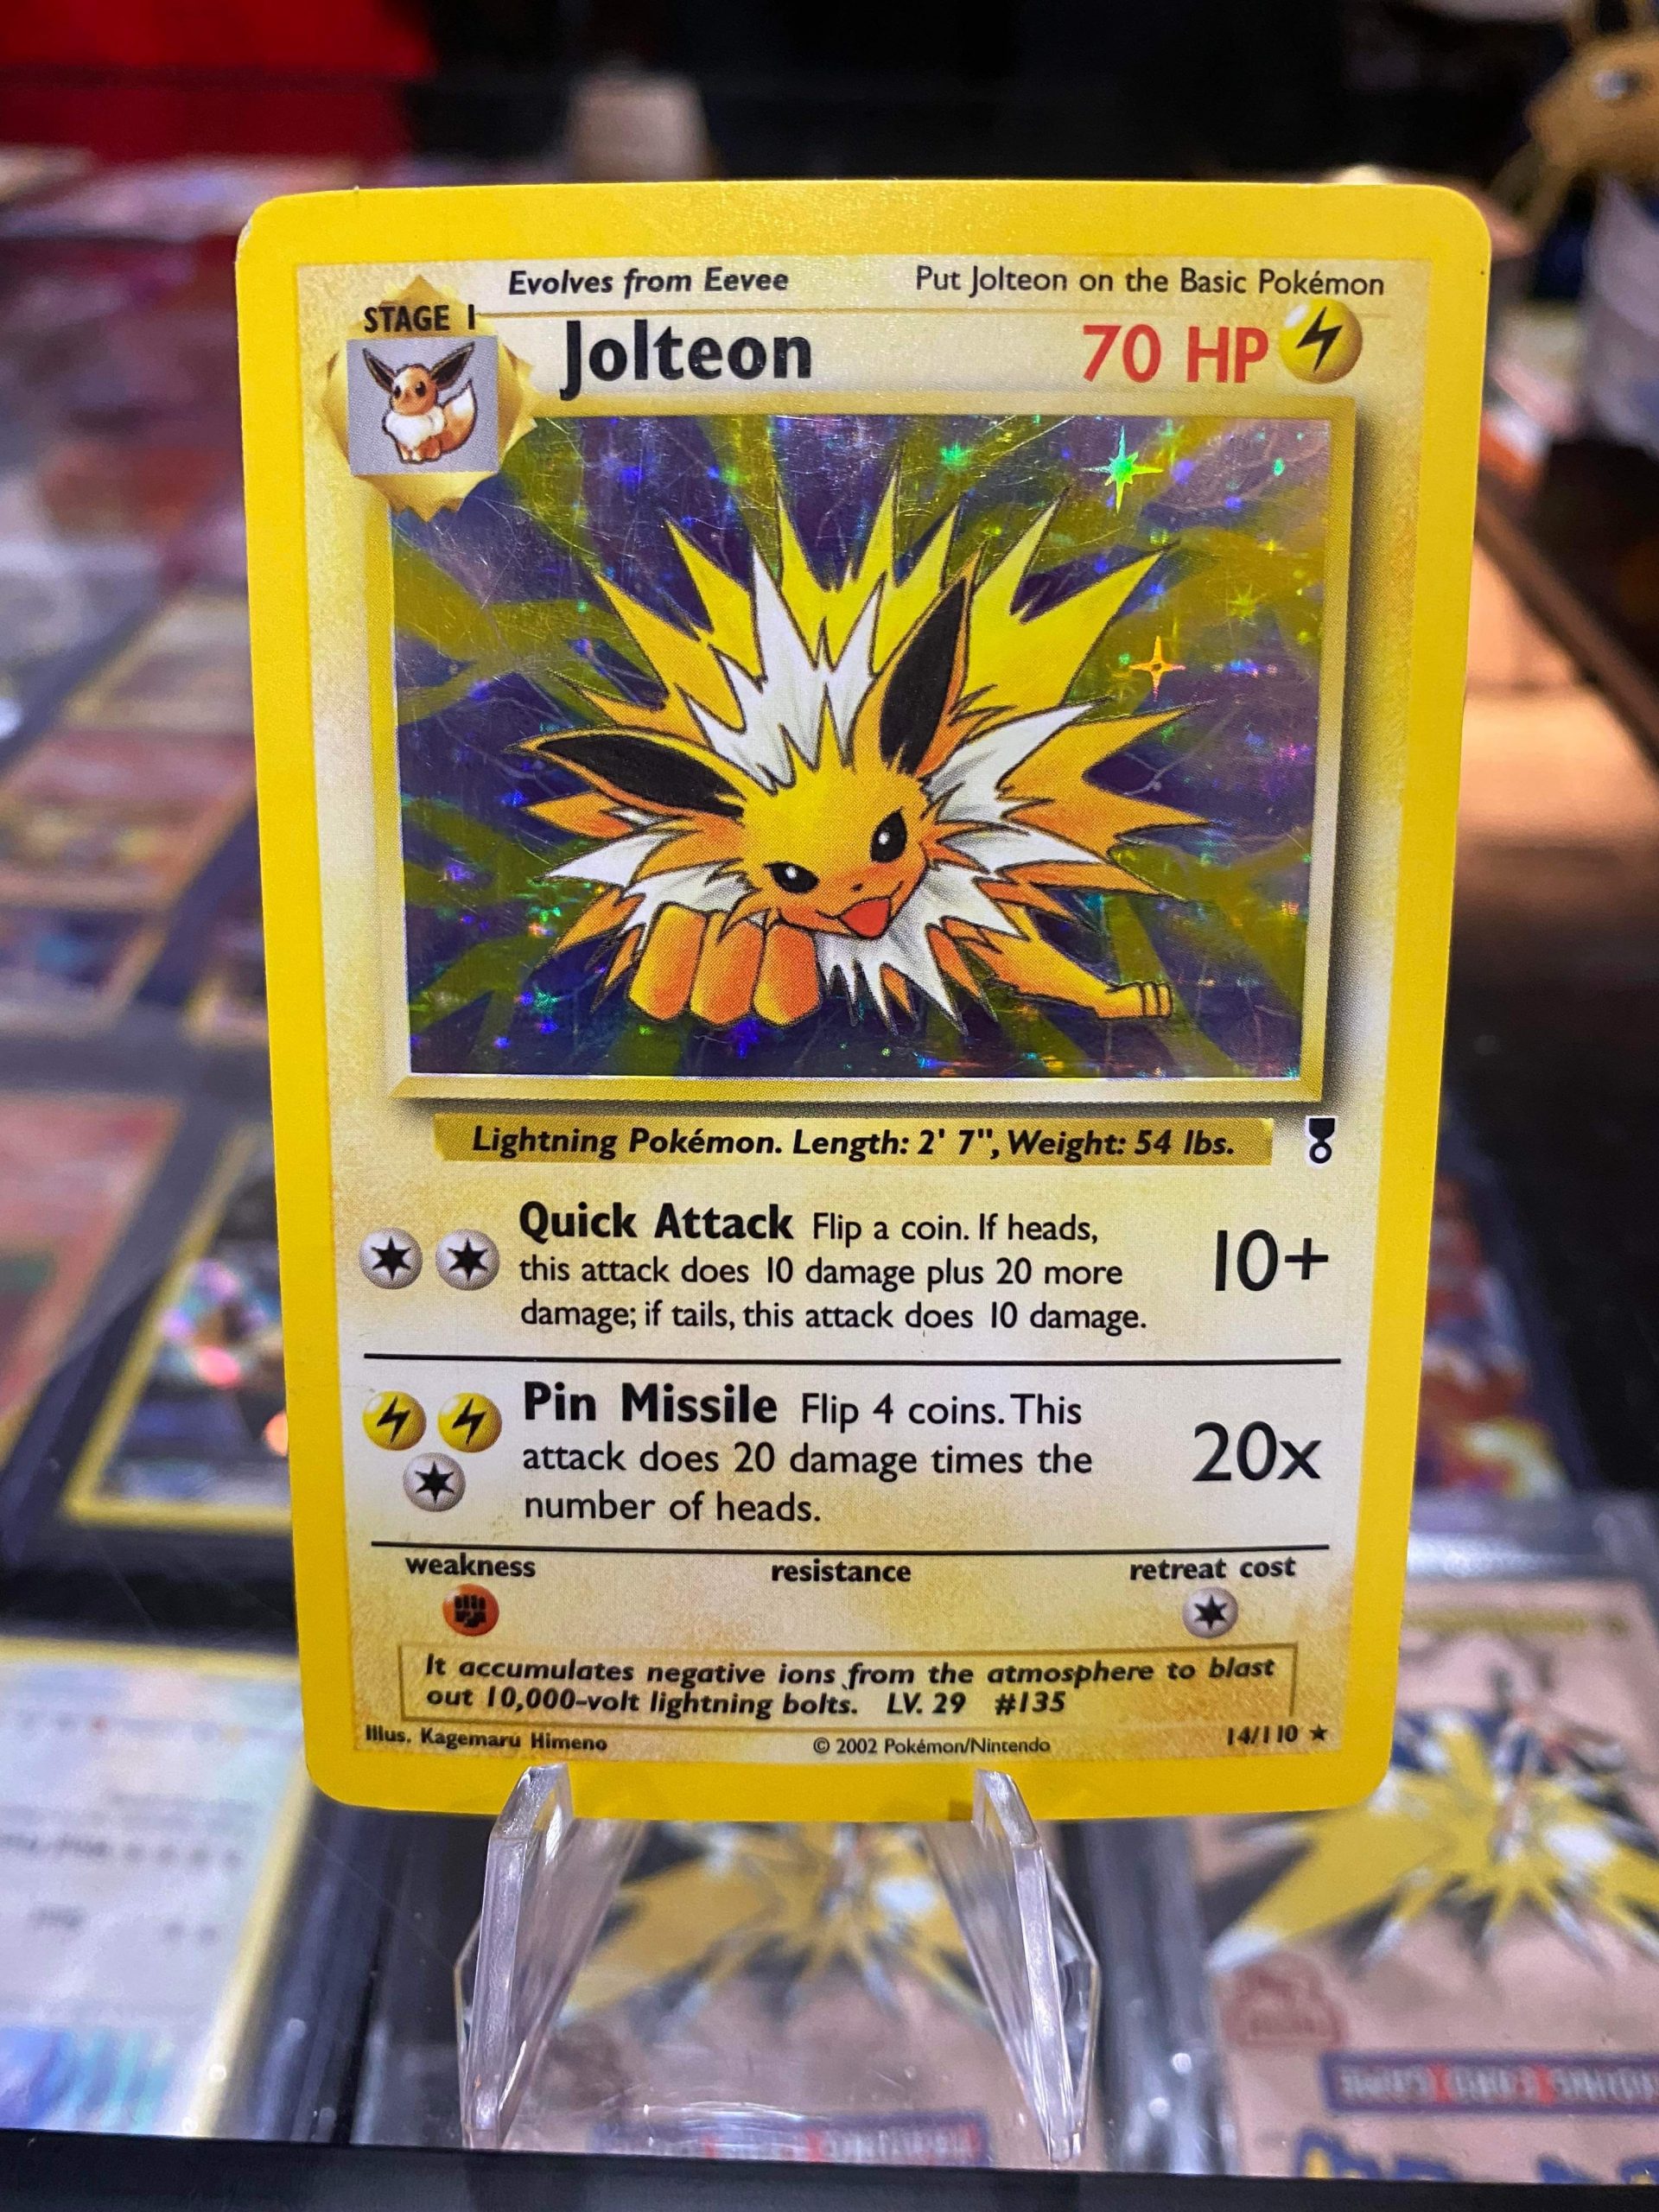 Evolves from Eevee
Put Jolteon on the Basic Pokémon
STAGE 1
Jolteon
70 HP
Lightning Pokémon. Length: 2' 7", Weight: 54 lbs.
Quick Attack Flip a coin. If heads,
this attack does 10 damage plus 20 more
damage; if tails, this attack does 10 damage.
10+
Pin Missile Flip 4 coins. This
attack does 20 damage times the
number of heads.
20x
weakness
resistance
retreat cost
It accumulates negative ions from the atmosphere to blast
out 10,000-volt lightning bolts. LV. 29 #135
Illus. Kagemaru Himeno
© 2002 Pokémon/Nintendo
14/110 ★